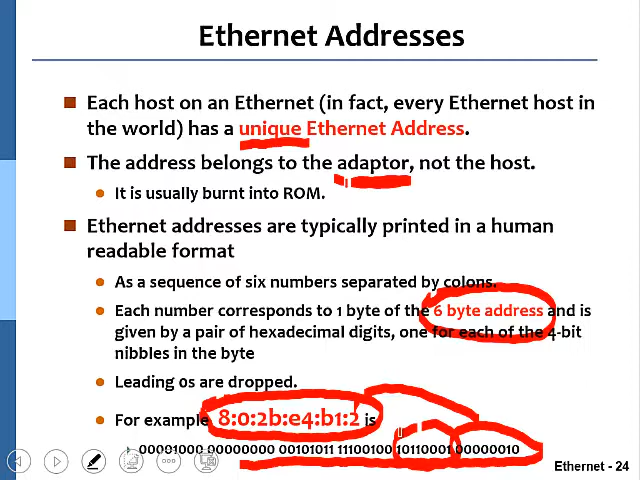 Ethernet Addresses
Each host on an Ethernet (in fact, every Ethernet host in
the world) has a unique Ethernet Address.
The address belongs to the adaptor, not the host.
It is usually burnt into ROM.
Ethernet addresses are typically printed in a human
readable format
As a sequence of six numbers separated by colons.
Each number corresponds to 1 byte of the 6 byte address and is
given by a pair of hexadecimal digits, one for each of the 4-bit
nibbles in the byte
Leading 0s are dropped.
For example 8:0:2b:e4:b1:2 is
00001000 00000000 00101011 11100100 10110001 00000010
Ethernet - 24